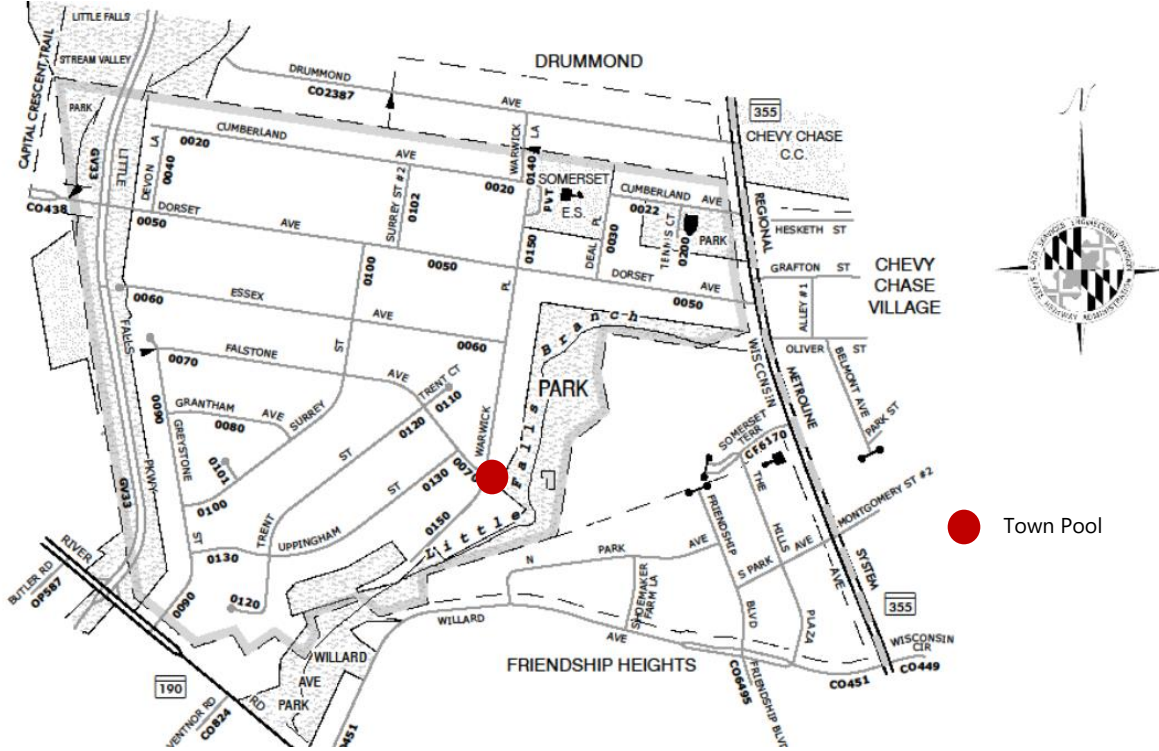 LITTLE FALLS
STREAM VALLEY
PARK
CAPITAL CRESCENT TRAIL
DRUMMOND
DRUMMOND AVE
CO2387
355
CHEVY CHASE
C.C.
CUMBERLAND AVE
0020
0020
WARWICK LA
0140
DEVON LA
0040
LITTLE FALLS PKWY
GV33
GV33
SURREY ST #2
0102
SOMERSET
E.S.
PVT
CUMBERLAND AVE
0022
TENNIS CT
0200
PARK
DEAL PL
0030
CO438
DORSET AVE
0050
0050
DORSET AVE
0050
REGIONAL
HESKETH ST
GRAFTON ST
CHEVY
CHASE
VILLAGE
ALLEY #1
OLIVER ST
BELMONT AVE
PARK ST
0150
WARWICK PL
0100
SURREY ST
0060
ESSEX AVE
0060
0070
FALSTONE AVE
0070
TRENT CT
0110
0120
GRANTHAM AVE
0080
0090
GREYSTONE ST
0101
0100
TRENT ST
UPPINGHAM ST
0130
0130
0150
0090
0120
Little Falls Branch
PARK
WISCONSIN AVE
METROLINE
SYSTEM
SOMERSET
TERR
CF6170
THE HILLS PLAZA
FRIENDSHIP BLVD
MONTGOMERY ST #2
S PARK AVE
N PARK AVE
SHOEMAKER
FARM LA
WILLARD AVE
FRIENDSHIP HEIGHTS
CO6495
FRIENDSHIP BLVD
CO451
CO449
WISCONSIN
CIR
355
RIVER RD
BUTLER RD
OP587
190
VENTNOR RD
CO824
WILLARD
AVE
PARK
CO451
Town Pool